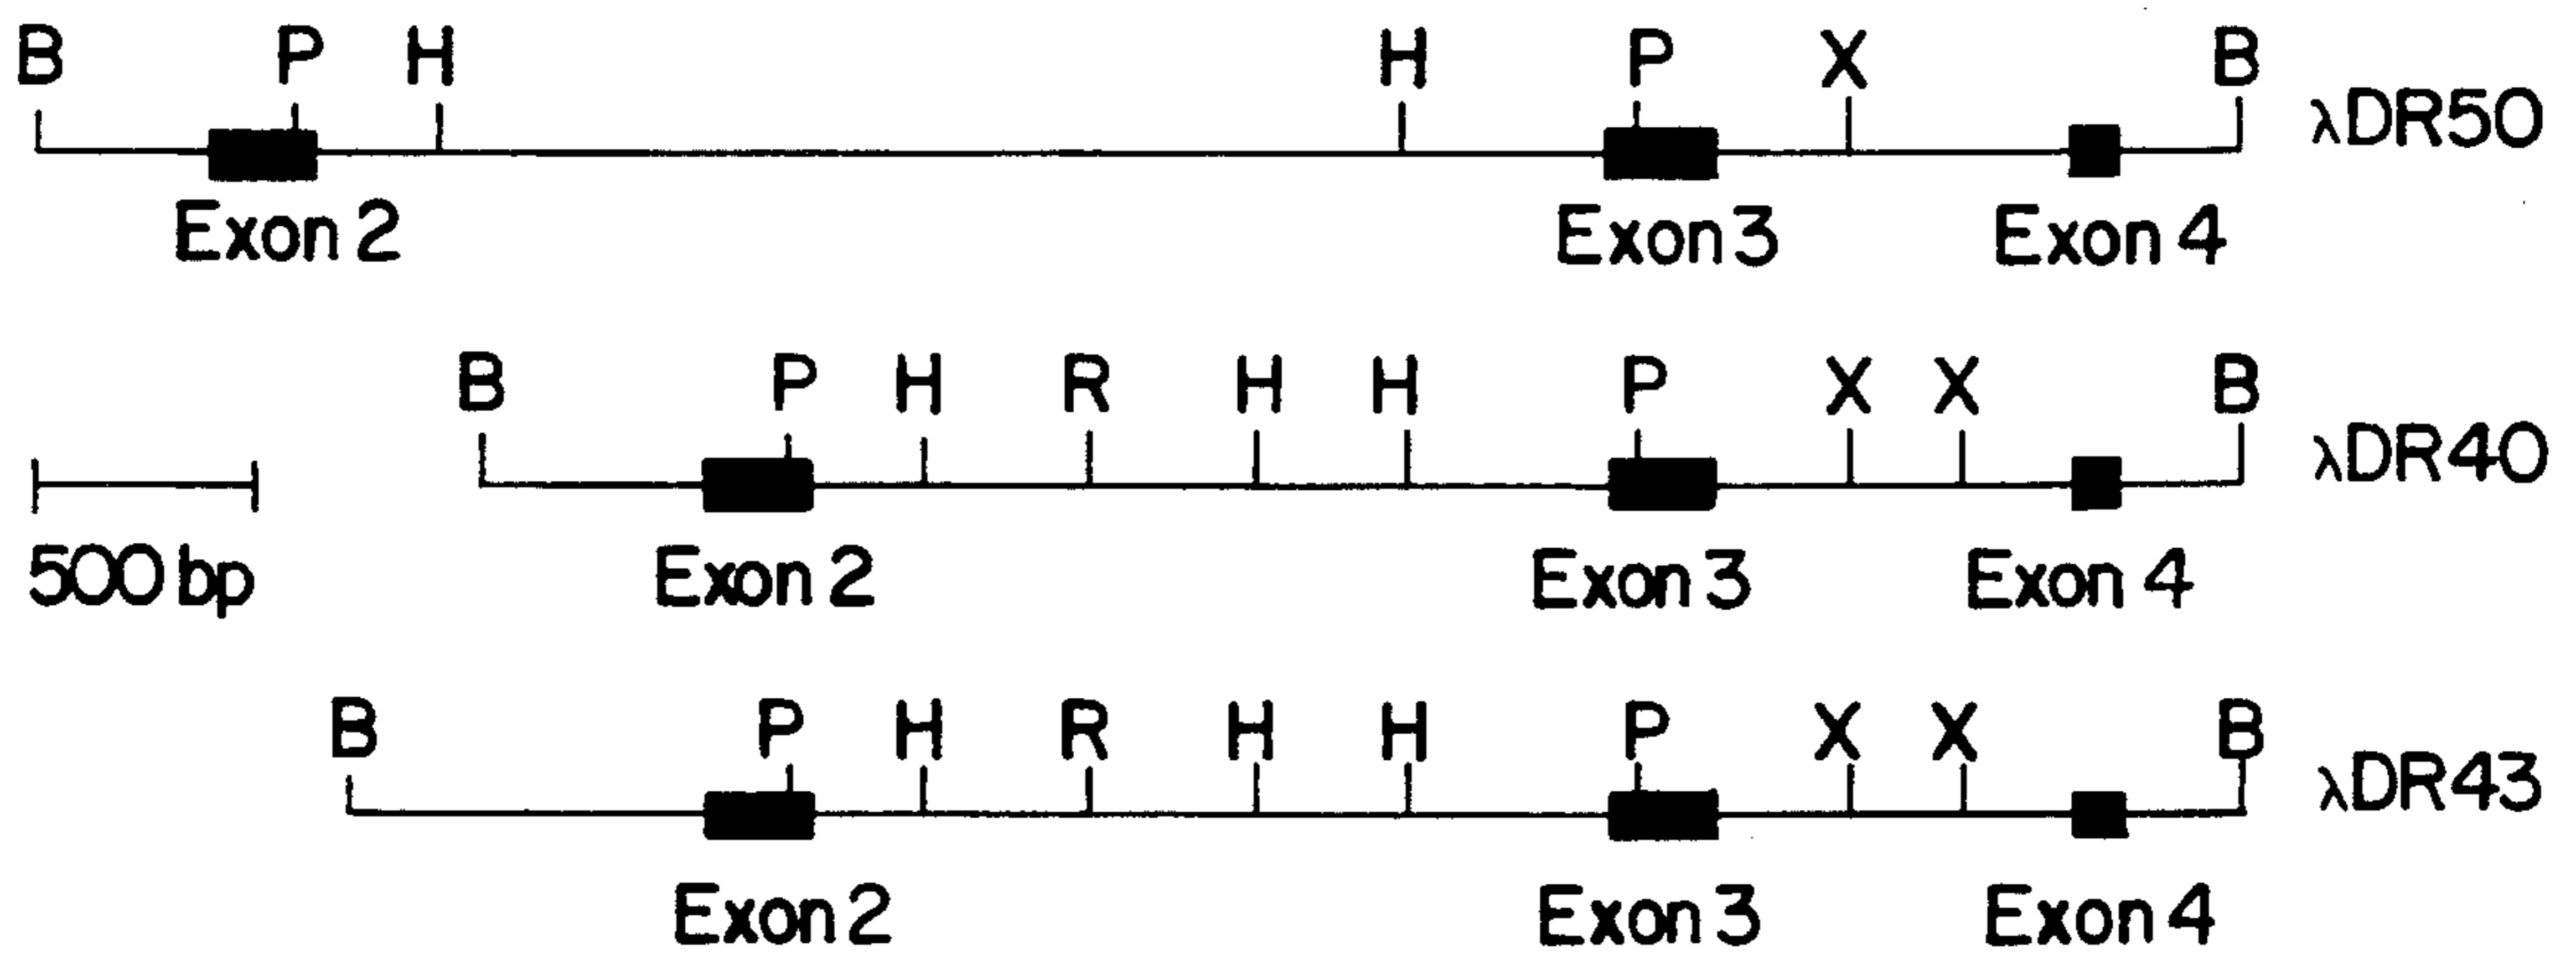 B P H H P X B λDR50
Exon 2 Exon 3 Exon 4
B P H R H H P X X B λDR40
500 bp Exon 2 Exon 3 Exon 4
B P H R H H P X X B λDR43
Exon 2 Exon 3 Exon 4